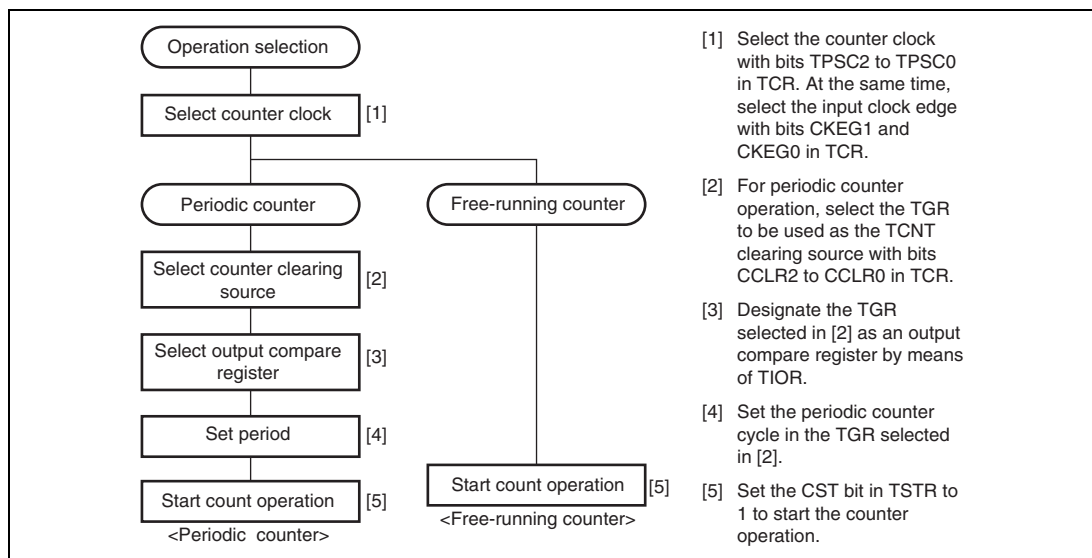 Operation selection
Select counter clock
[1]
Periodic counter
Free-running counter
Select counter clearing
source
[2]
Select output compare
register
[3]
Set period
[4]
Start count operation
[5]
<Periodic counter>
Start count operation
[5]
<Free-running counter>
[1] Select the counter clock
with bits TPSC2 to TPSC0
in TCR. At the same time,
select the input clock edge
with bits CKEG1 and
CKEG0 in TCR.
[2] For periodic counter
operation, select the TGR
to be used as the TCNT
clearing source with bits
CCLR2 to CCLR0 in TCR.
[3] Designate the TGR
selected in [2] as an output
compare register by means
of TIOR.
[4] Set the periodic counter
cycle in the TGR selected
in [2].
[5] Set the CST bit in TSTR to
1 to start the counter
operation.